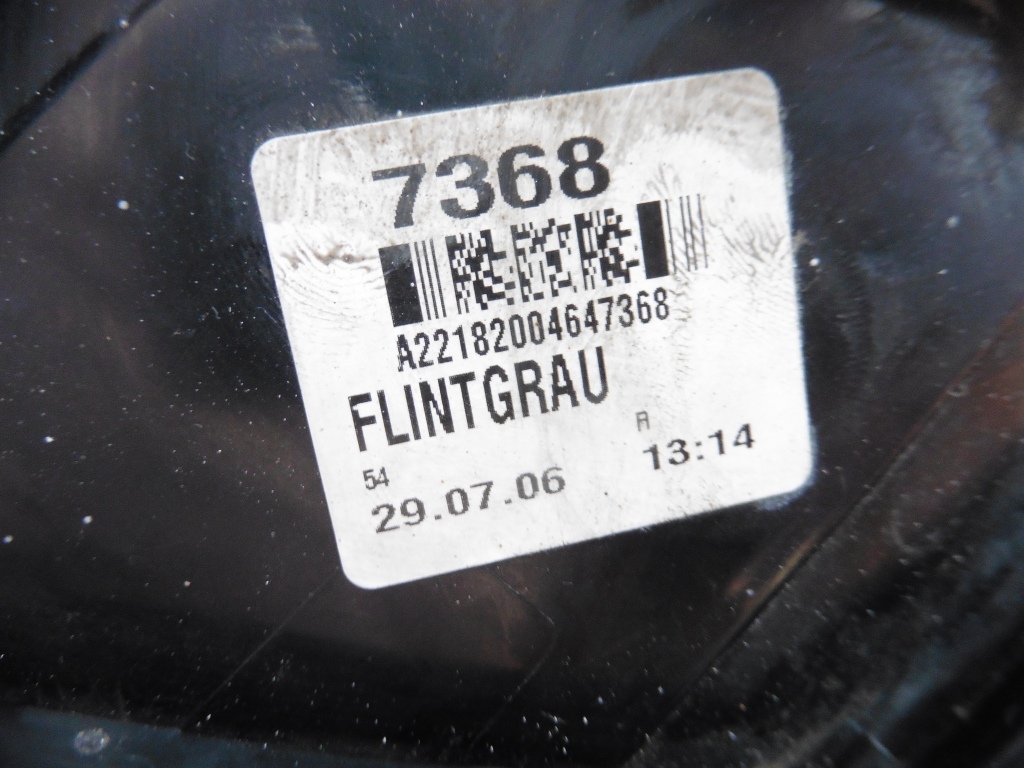 7368
A22182004647368
FLINTGRAU
54 R
29.07.06 13:14